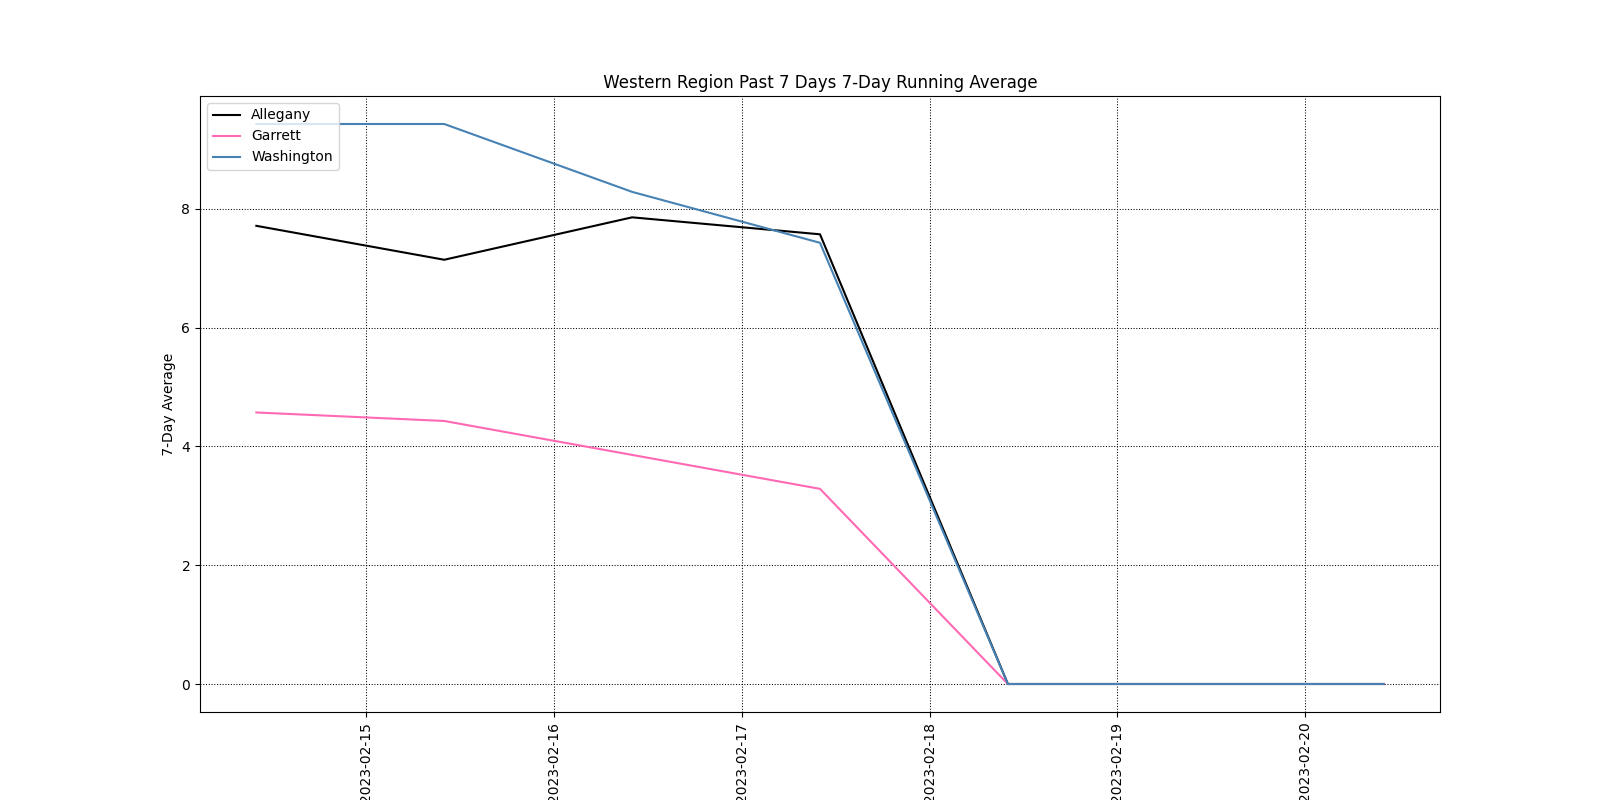 Western Region Past 7 Days 7-Day Running Average
Allegany
Garrett
Washington
7-Day Average
8
6
4
2
0
2023-02-15
2023-02-16
2023-02-17
2023-02-18
2023-02-19
2023-02-20